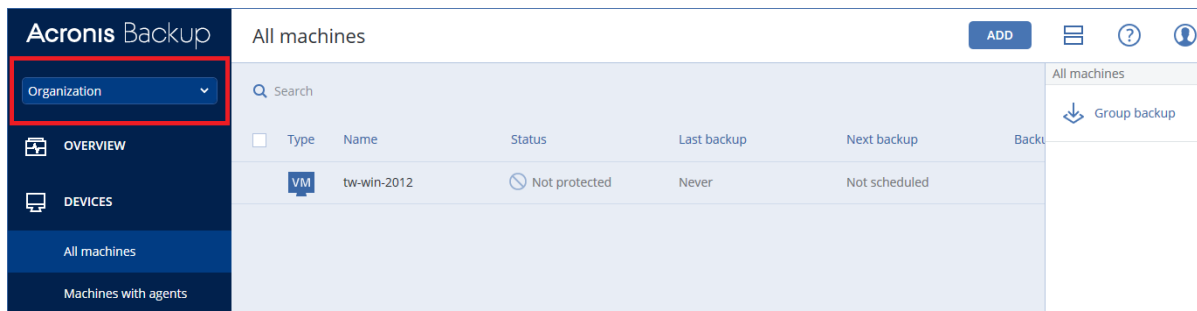 Acronis Backup
All machines
ADD
Organization
Search
All machines
Group backup
OVERVIEW
Type Name Status Last backup Next backup
VM tw-win-2012 Not protected Never Not scheduled
DEVICES
All machines
Machines with agents